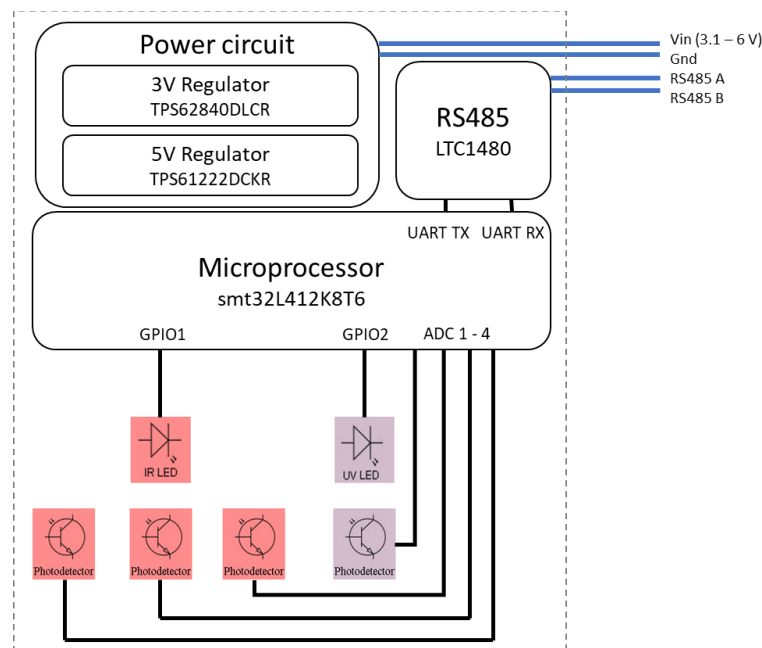 Power circuit
3V Regulator
TPS62840DLCR
5V Regulator
TPS61222DCKR
Vin (3.1 – 6 V)
Gnd
RS485 A
RS485 B
RS485
LTC1480
UART TX
UART RX
Microprocessor
smt32L412K8T6
GPIO1
GPIO2
ADC 1 - 4
IR LED
UV LED
Photodetector
Photodetector
Photodetector
Photodetector